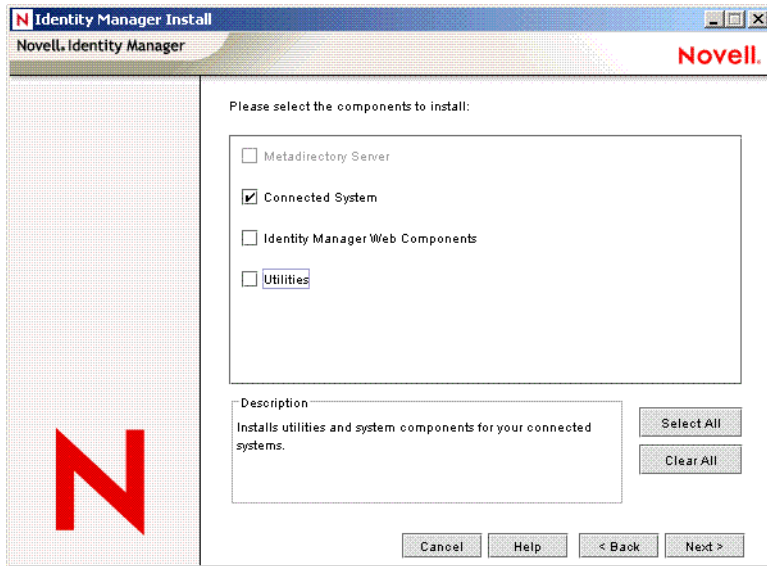 N Identity Manager Install
Novell. Identity Manager
Novell.
Please select the components to install:
Metadirectory Server
Connected System
Identity Manager Web Components
Utilities
Description
Installs utilities and system components for your connected
systems.
Select All
Clear All
N
Cancel Help < Back Next >